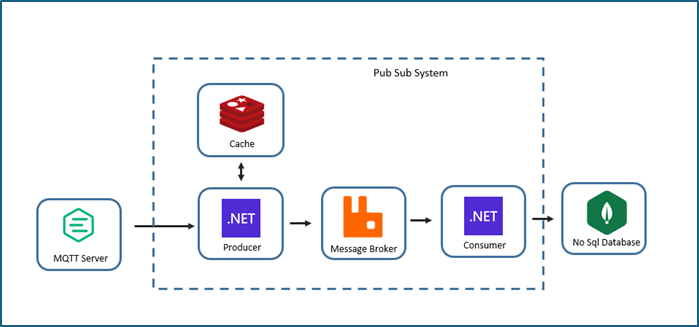 Pub Sub System
Cache
.NET
Producer
Message Broker
.NET
Consumer
MQTT Server
No Sql Database